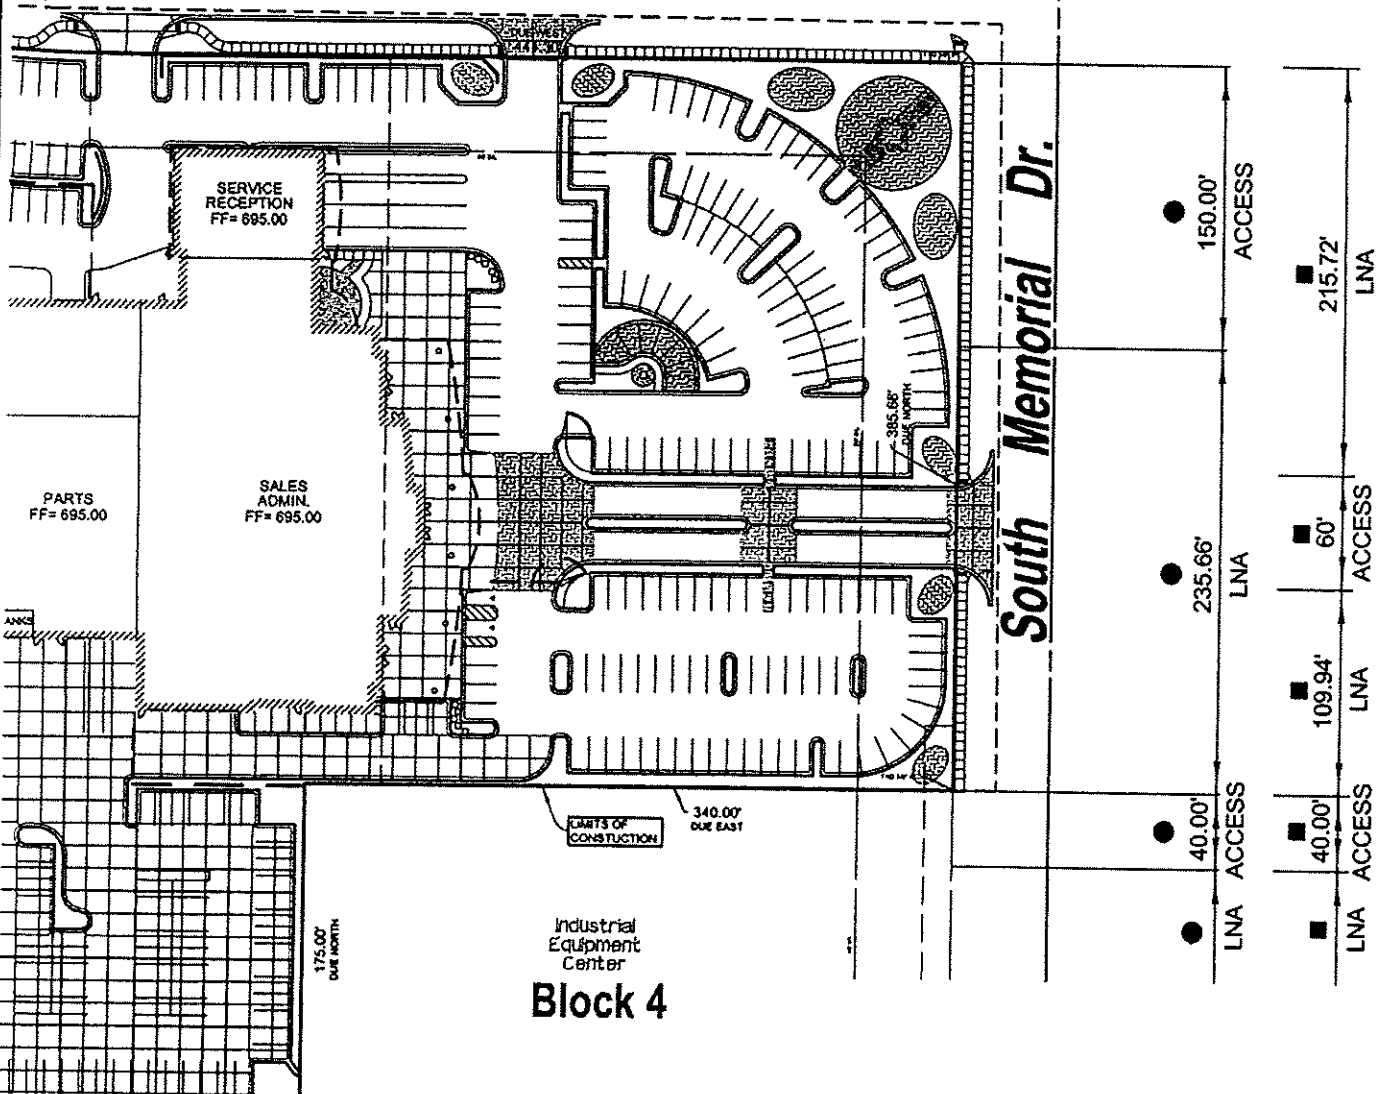 DUE WEST
SERVICE
RECEPTION
FF= 695.00
PARTS
FF= 695.00
SALES
ADMIN.
FF= 695.00
385.66'
DUE NORTH
LIMITS OF
CONSTUCTION
340.00'
DUE EAST
175.00'
DUE NORTH
Industrial
Equipment
Center
Block 4
South Memorial Dr.
150.00'
ACCESS
235.66'
LNA
40.00'
ACCESS
LNA
215.72'
LNA
60'
ACCESS
109.94'
LNA
40.00'
ACCESS
LNA